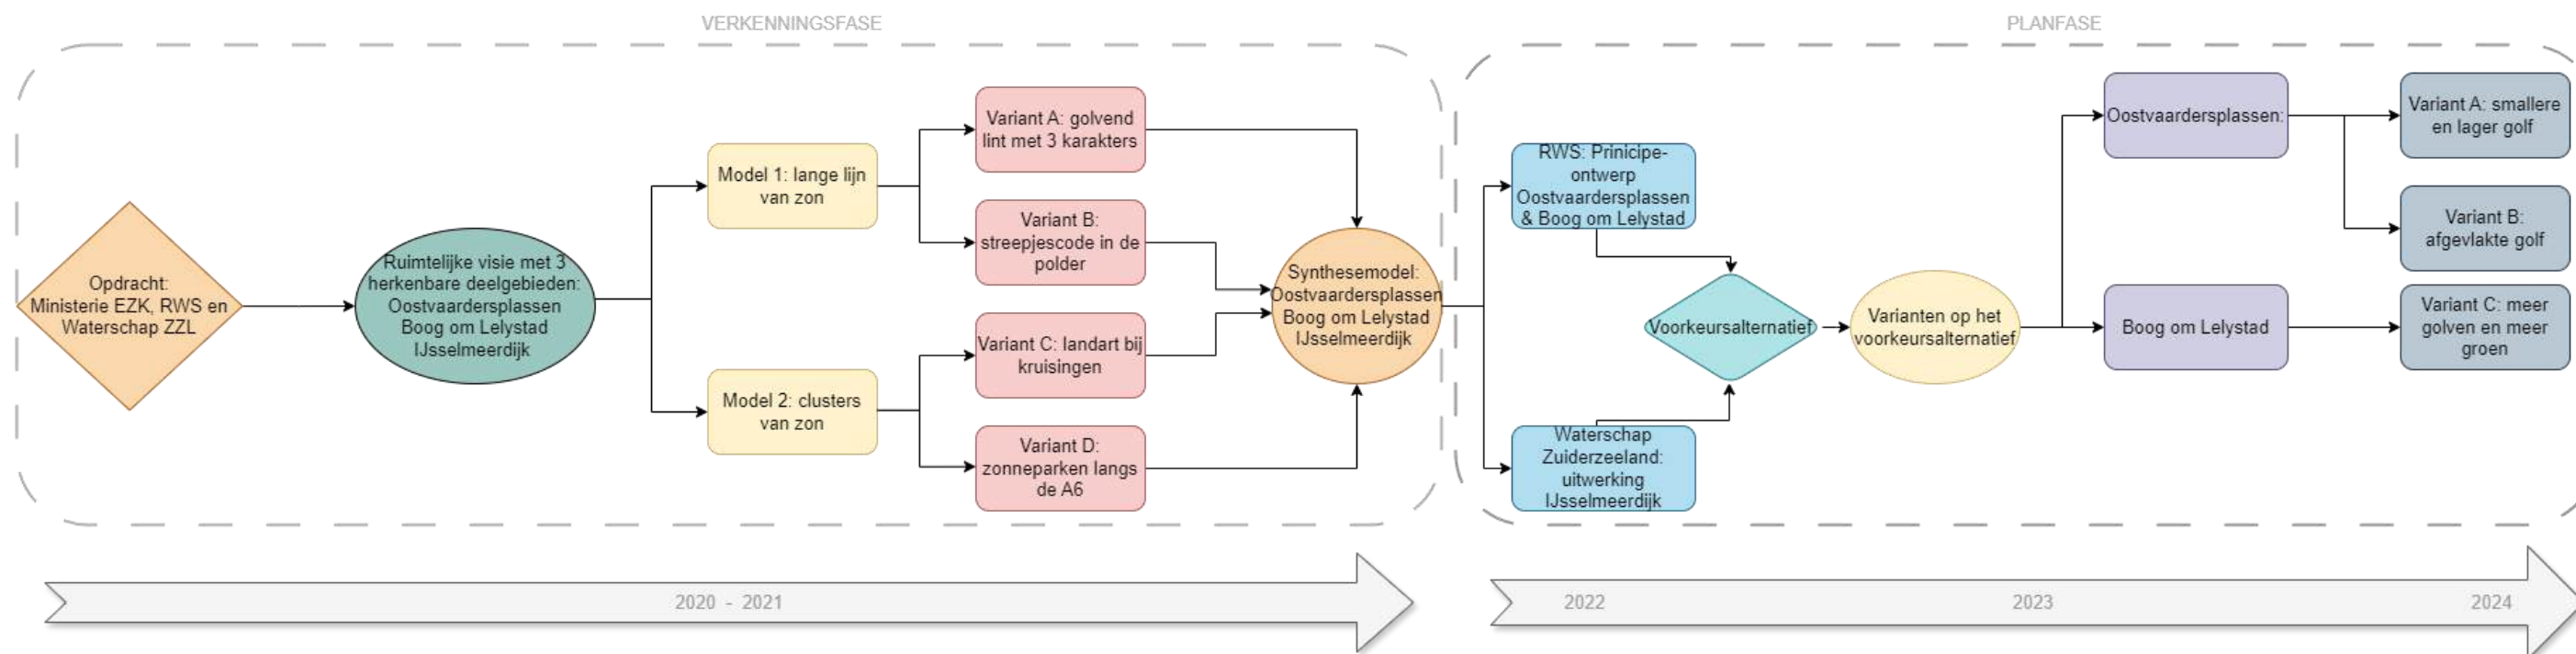 VERKENNINGSFASE
PLANFASE
Opdracht:
Ministerie EZK, RWS en
Waterschap ZZL
Ruimtelijke visie met 3
herkenbare deelgebieden:
Oostvaardersplassen
Boog om Lelystad
IJsselmeerdijk
Model 1: lange lijn
van zon
Model 2: clusters
van zon
Variant A: golvend
lint met 3 karakters
Variant B:
streepjescode in de
polder
Variant C: landart bij
kruisingen
Variant D:
zonneparken langs
de A6
Synthesemodel:
Oostvaardersplassen
Boog om Lelystad
IJsselmeerdijk
RWS: Prinicipe-
ontwerp
Oostvaardersplassen
& Boog om Lelystad
Waterschap
Zuiderzeeland:
uitwerking
IJsselmeerdijk
Voorkeursalternatief
Varianten op het
voorkeursalternatief
Oostvaardersplassen:
Boog om Lelystad
Variant A: smallere
en lager golf
Variant B:
afgevlakte golf
Variant C: meer
golven en meer
groen
2020 - 2021
2022
2023
2024